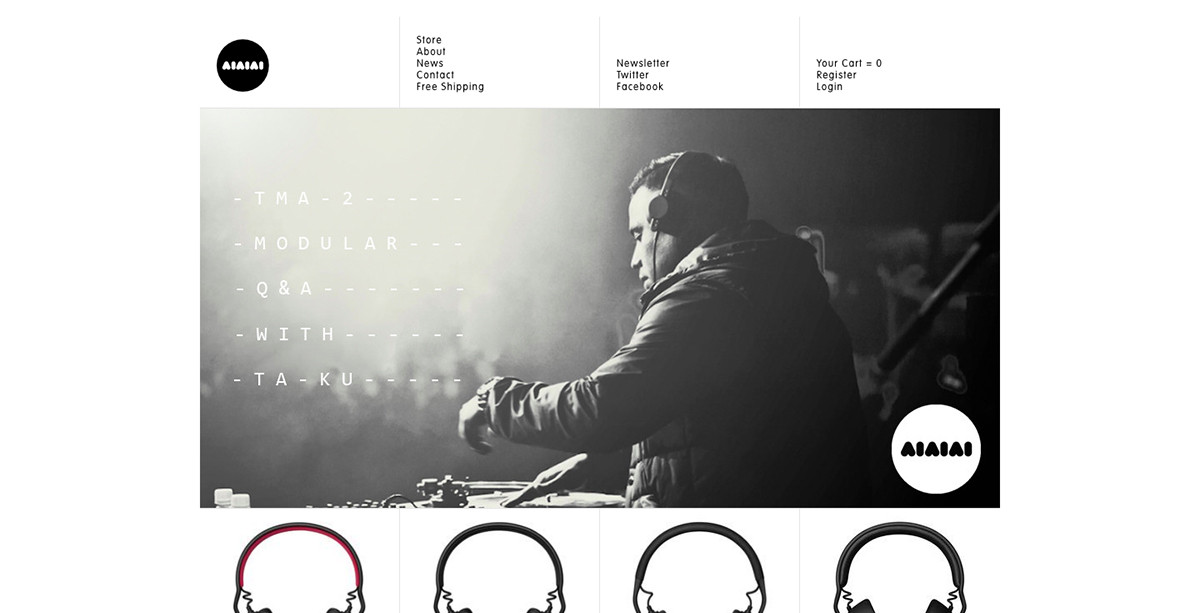 AIAIAI
Store
About
News
Contact
Free Shipping
Newsletter
Twitter
Facebook
Your Cart = 0
Register
Login
-TMA-2-----
-MODULAR---
-Q&A-------
-WITH------
-TA-KU-----
AIAIAI